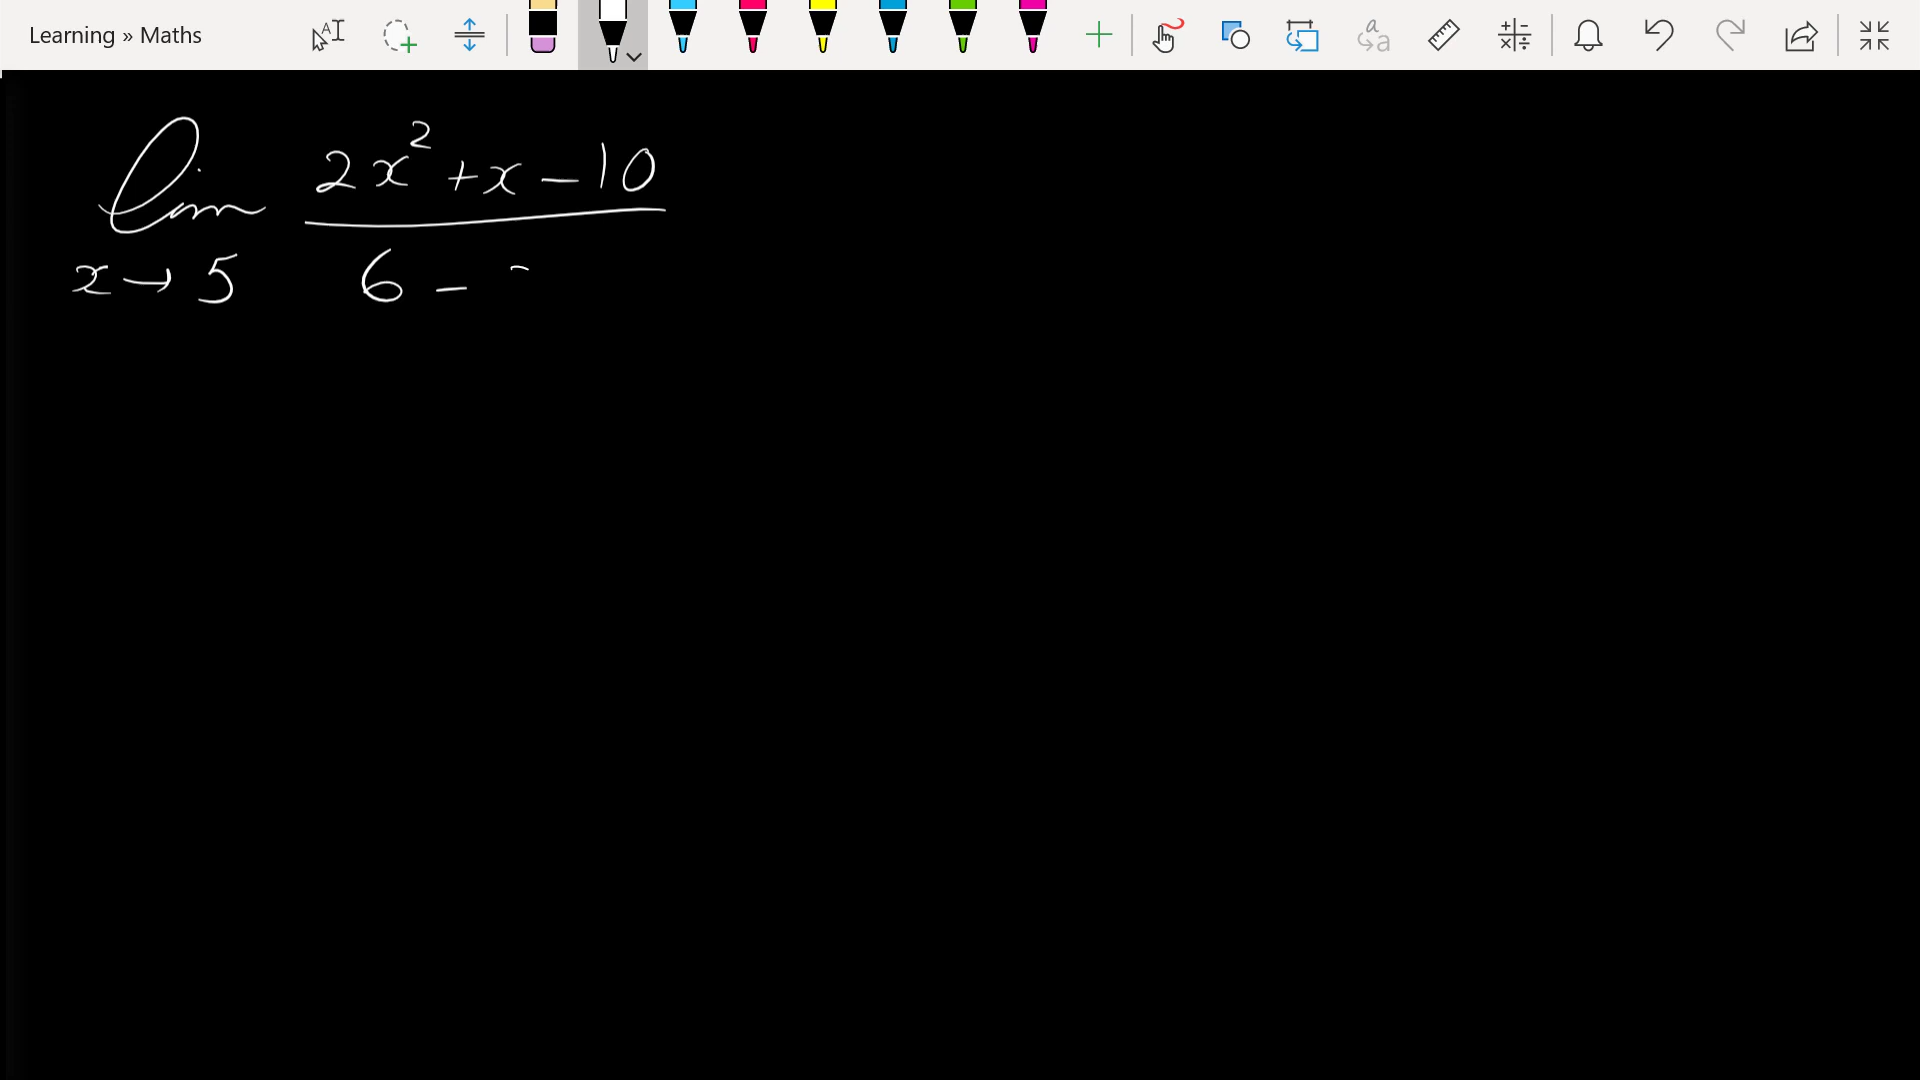 Learning » Maths
lim 2x² + x - 10
x → 5 6 -